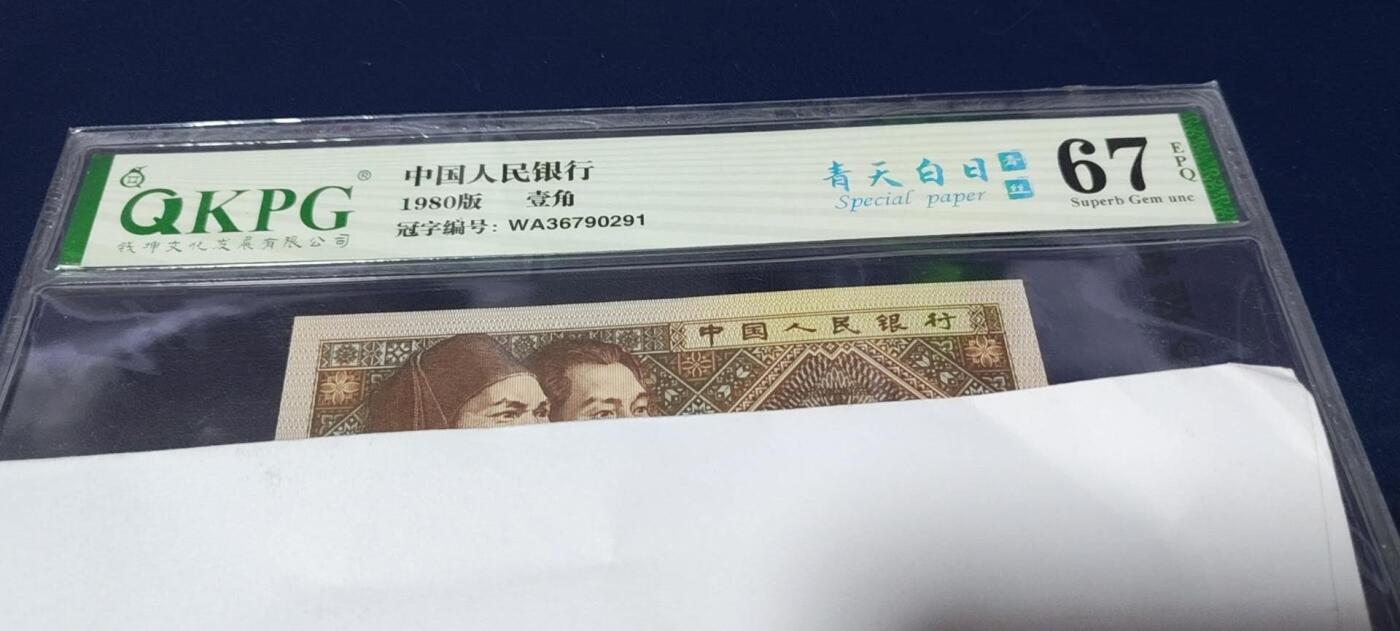 QKPG®
钱坤文化发展有限公司
中国人民银行
1980版 壹角
冠字编号: WA36790291
青天白日
Special paper
67
EPQ
Superb Gem unc
中国人民银行